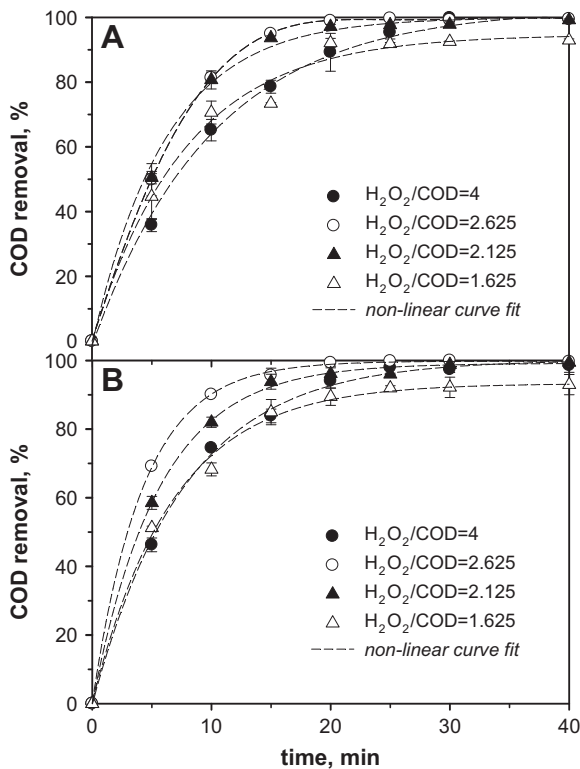 A
COD removal, %
100
80
60
40
20
0
H₂O₂/COD=4
H₂O₂/COD=2.625
H₂O₂/COD=2.125
H₂O₂/COD=1.625
non-linear curve fit
B
COD removal, %
100
80
60
40
20
0
H₂O₂/COD=4
H₂O₂/COD=2.625
H₂O₂/COD=2.125
H₂O₂/COD=1.625
non-linear curve fit
0 10 20 30 40
time, min